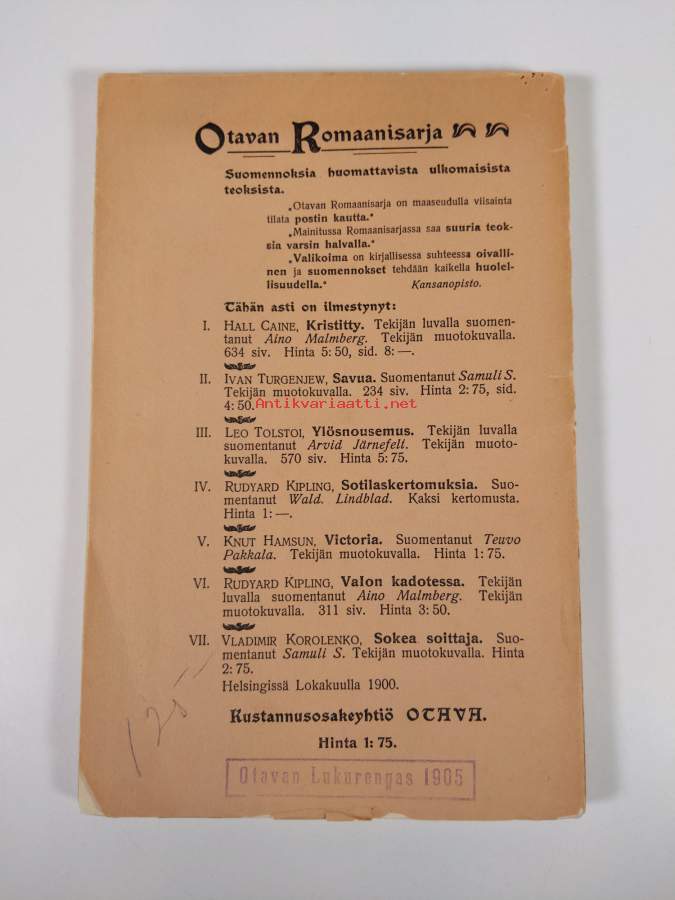 Otavan Romaanisarja
Suomennoksia huomattavista ulkomaisista
teoksista.
„Otavan Romaanisarja on maaseudulla viisainta
tilata postin kautta.“
„Mainitussa Romaanisarjassa saa suuria teok-
sia varsin halvalla.“
„Valikoima on kirjallisessa suhteessa oivalli-
nen ja suomennokset tehdään kaikella huolel-
lisuudella.“ Kansanopisto.
Tähän asti on ilmestynyt:
I. HALL CAINE, Kristitty. Tekijän luvalla suomen-
tanut Aino Malmberg. Tekijän muotokuvalla.
634 siv. Hinta 5: 50, sid. 8: —.
II. IVAN TURGENJEW, Savua. Suomentanut Samuli S.
Tekijän muotokuvalla. 234 siv. Hinta 2: 75, sid.
4: 50.
Antikvariaatti.net
III. LEO TOLSTOI, Ylösnousemus. Tekijän luvalla
suomentanut Arvid Järnefelt. Tekijän muoto-
kuvalla. 570 siv. Hinta 5: 75.
IV. RUDYARD KIPLING, Sotilaskertomuksia. Suo-
mentanut Wald. Lindblad. Kaksi kertomusta.
Hinta 1: —.
V. KNUT HAMSUN, Victoria. Suomentanut Teuvo
Pakkala. Tekijän muotokuvalla. Hinta 1: 75.
VI. RUDYARD KIPLING, Valon kadotessa. Tekijän
luvalla suomentanut Aino Malmberg. Tekijän
muotokuvalla. 311 siv. Hinta 3: 50.
VII. VLADIMIR KOROLENKO, Sokea soittaja. Suo-
mentanut Samuli S. Tekijän muotokuvalla. Hinta
2: 75.
Helsingissä Lokakuulla 1900.
120 —
Kustannusosakeyhtiö OTAVA.
Hinta 1: 75.
Otavan Lukurengas 1905